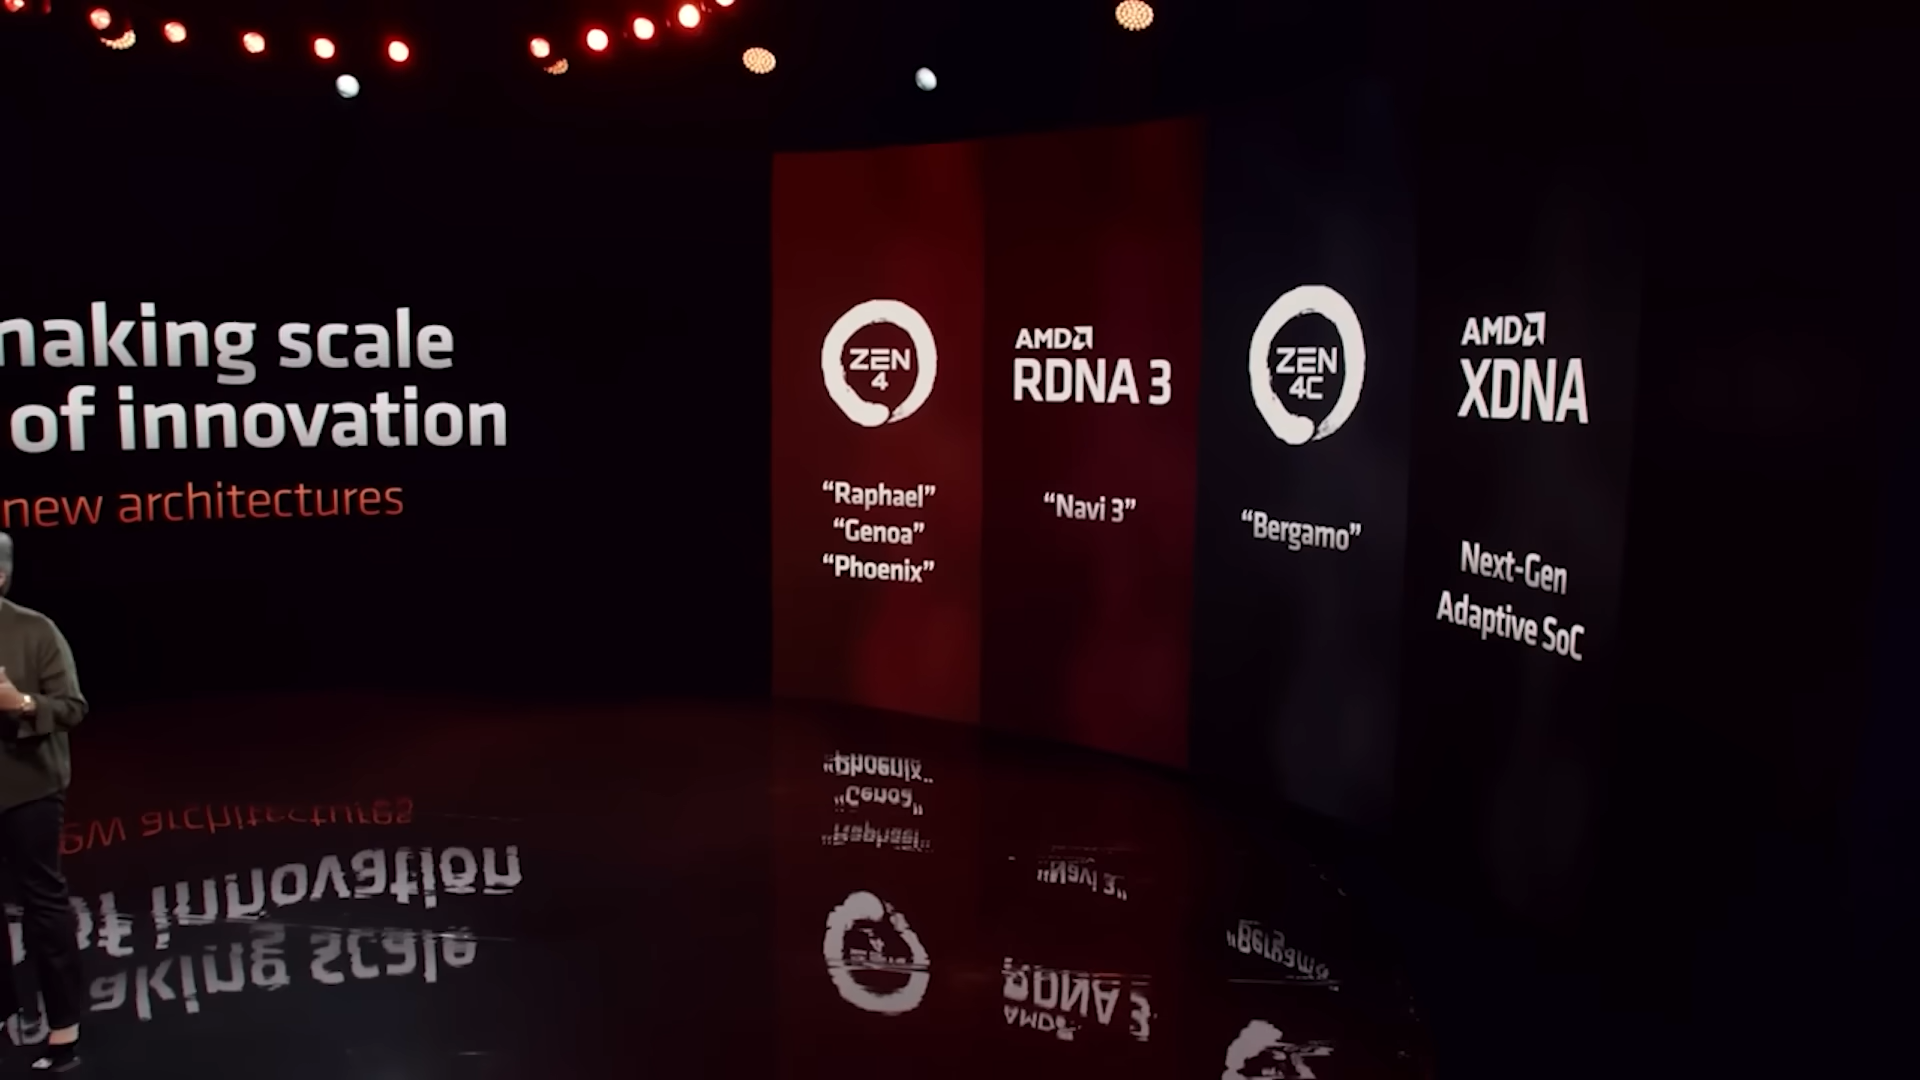 making scale
of innovation
new architectures
ZEN
4
“Raphael”
“Genoa”
“Phoenix”
AMD
RDNA 3
“Navi 3”
ZEN
4C
“Bergamo”
AMD
XDNA
Next-Gen
Adaptive SoC